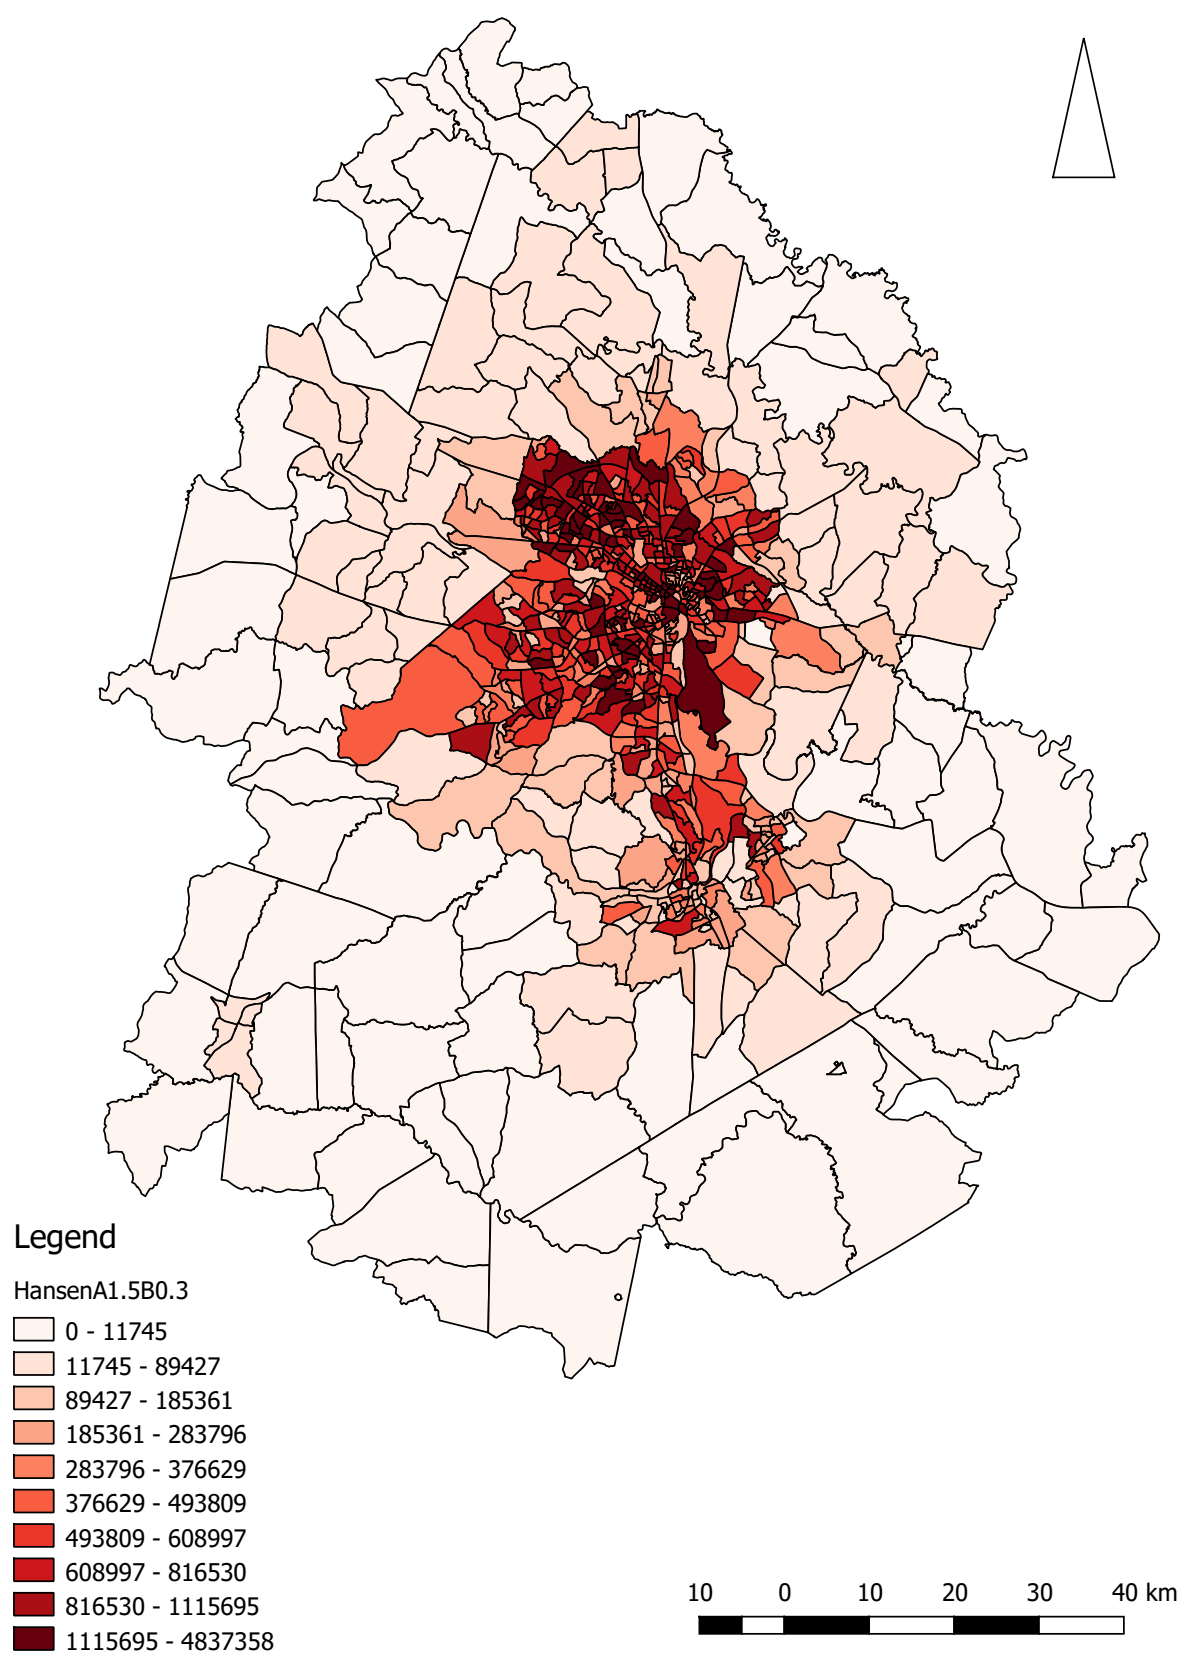 Legend
HansenA1.5B0.3
0 - 11745
11745 - 89427
89427 - 185361
185361 - 283796
283796 - 376629
376629 - 493809
493809 - 608997
608997 - 816530
816530 - 1115695
1115695 - 4837358
10 0 10 20 30 40 km